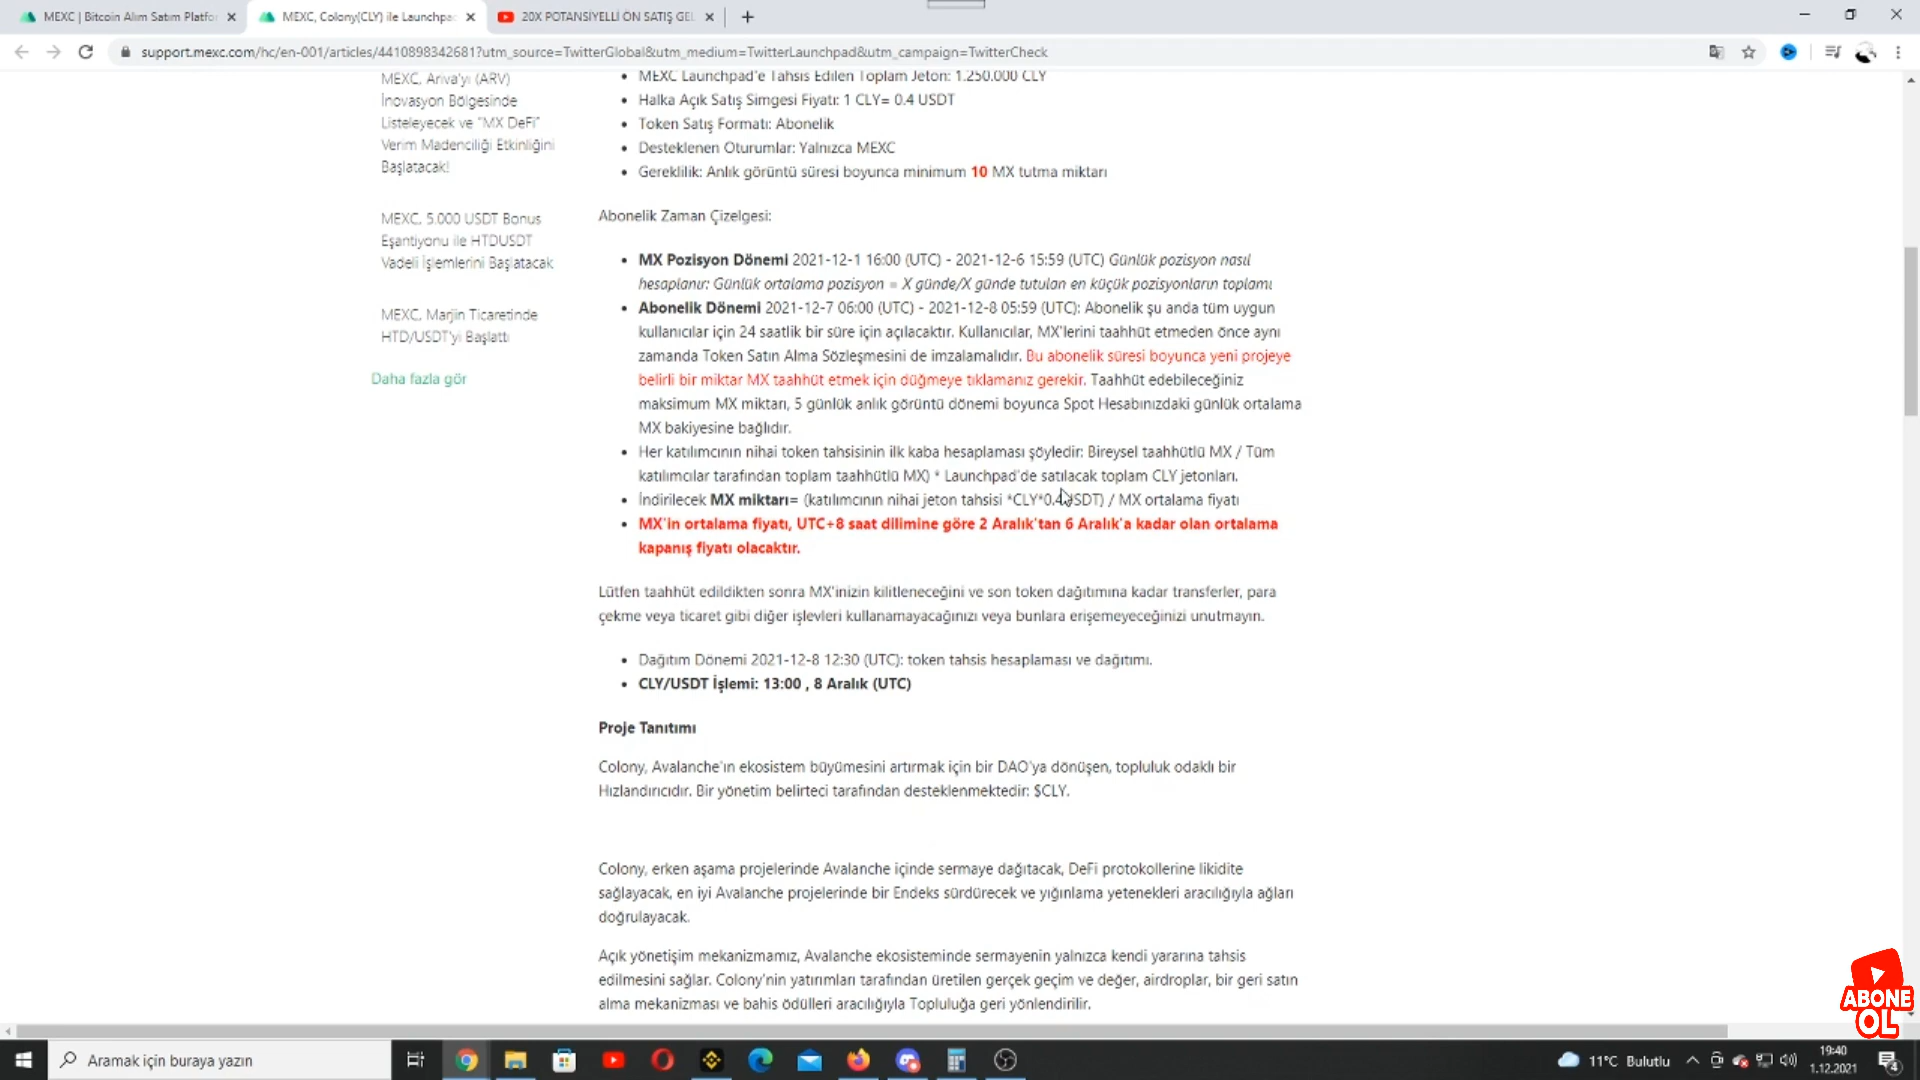 MEXC | Bitcoin Alım Satım Platfo
MEXC, Colony(CLY) ile Launchpa
20X POTANSİYELLİ ÖN SATIŞ GEL
support.mexc.com/hc/en-001/articles/4410898342681?utm_source=TwitterGlobal&utm_medium=TwitterLaunchpad&utm_campaign=TwitterCheck
MEXC, Ariva'yı (ARV)
İnovasyon Bölgesinde
Listeleyecek ve "MX DeFi"
Verim Madenciliği Etkinliğini
Başlatacak!
MEXC, 5.000 USDT Bonus
Eşantiyonu ile HTDUSDT
Vadeli İşlemlerini Başlatacak
MEXC, Marjin Ticaretinde
HTD/USDT'yi Başlattı
Daha fazla gör
• MEXC Launchpad'e Tahsis Edilen Toplam Jeton: 1.250.000 CLY
• Halka Açık Satış Simgesi Fiyatı: 1 CLY= 0.4 USDT
• Token Satış Formatı: Abonelik
• Desteklenen Oturumlar: Yalnızca MEXC
• Gereklilik: Anlık görüntü süresi boyunca minimum 10 MX tutma miktarı
Abonelik Zaman Çizelgesi:
• MX Pozisyon Dönemi 2021-12-1 16:00 (UTC) - 2021-12-6 15:59 (UTC) Günlük pozisyon nasıl
hesaplanır: Günlük ortalama pozisyon = X günde/X günde tutulan en küçük pozisyonların toplamı
• Abonelik Dönemi 2021-12-7 06:00 (UTC) - 2021-12-8 05:59 (UTC): Abonelik şu anda tüm uygun
kullanıcılar için 24 saatlik bir süre için açılacaktır. Kullanıcılar, MX'lerini taahhüt etmeden önce aynı
zamanda Token Satın Alma Sözleşmesini de imzalamalıdır. Bu abonelik süresi boyunca yeni projeye
belirli bir miktar MX taahhüt etmek için düğmeye tıklamanız gerekir. Taahhüt edebileceğiniz
maksimum MX miktarı, 5 günlük anlık görüntü dönemi boyunca Spot Hesabınızdaki günlük ortalama
MX bakiyesine bağlıdır.
• Her katılımcının nihai token tahsisinin ilk kaba hesaplaması şöyledir: Bireysel taahhütlü MX / Tüm
katılımcılar tarafından toplam taahhütlü MX) * Launchpad'de satılacak toplam CLY jetonları.
• İndirilecek MX miktarı= (katılımcının nihai jeton tahsisi *CLY*0.4USDT) / MX ortalama fiyatı
• MX'in ortalama fiyatı, UTC+8 saat dilimine göre 2 Aralık'tan 6 Aralık'a kadar olan ortalama
kapanış fiyatı olacaktır.
Lütfen taahhüt edildikten sonra MX'inizin kilitleneceğini ve son token dağıtımına kadar transferler, para
çekme veya ticaret gibi diğer işlevleri kullanamayacağınızı veya bunlara erişemeyeceğinizi unutmayın.
• Dağıtım Dönemi 2021-12-8 12:30 (UTC): token tahsis hesaplaması ve dağıtımı.
• CLY/USDT İşlemi: 13:00 , 8 Aralık (UTC)
Proje Tanıtımı
Colony, Avalanche'ın ekosistem büyümesini artırmak için bir DAO'ya dönüşen, topluluk odaklı bir
Hızlandırıcıdır. Bir yönetim belirteci tarafından desteklenmektedir: $CLY.
Colony, erken aşama projelerinde Avalanche içinde sermaye dağıtacak, DeFi protokollerine likidite
sağlayacak, en iyi Avalanche projelerinde bir Endeks sürdürecek ve yığınlama yetenekleri aracılığıyla ağları
doğrulayacak.
Açık yönetişim mekanizmamız, Avalanche ekosisteminde sermayenin yalnızca kendi yararına tahsis
edilmesini sağlar. Colony'nin yatırımları tarafından üretilen gerçek geçim ve değer, airdroplar, bir geri satın
alma mekanizması ve bahis ödülleri aracılığıyla Topluluğa geri yönlendirilir.
ABONE
OL
Aramak için buraya yazın
11°C Bulutlu
19:40
1.12.2021
4